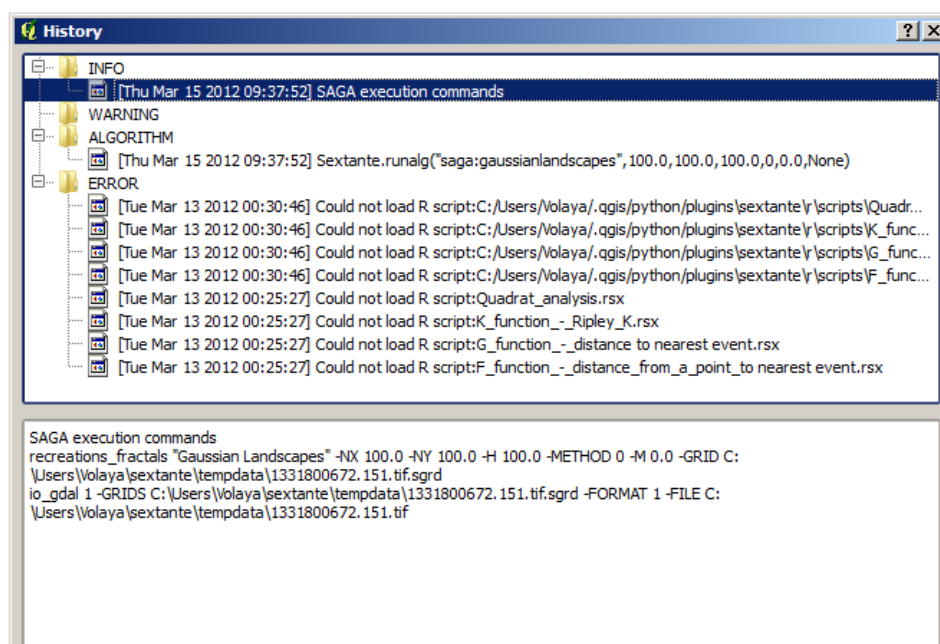 History
INFO
[Thu Mar 15 2012 09:37:52] SAGA execution commands
WARNING
ALGORITHM
[Thu Mar 15 2012 09:37:52] Sextante.runalg("saga:gaussianlandscapes",100.0,100.0,100.0,0,0.0,None)
ERROR
[Tue Mar 13 2012 00:30:46] Could not load R script:C:/Users/Volaya/.qgis/python/plugins\sextante\r\scripts\Quadr...
[Tue Mar 13 2012 00:30:46] Could not load R script:C:/Users/Volaya/.qgis/python/plugins\sextante\r\scripts\K_func...
[Tue Mar 13 2012 00:30:46] Could not load R script:C:/Users/Volaya/.qgis/python/plugins\sextante\r\scripts\G_func...
[Tue Mar 13 2012 00:30:46] Could not load R script:C:/Users/Volaya/.qgis/python/plugins\sextante\r\scripts\F_func...
[Tue Mar 13 2012 00:25:27] Could not load R script:Quadrat_analysis.rsx
[Tue Mar 13 2012 00:25:27] Could not load R script:K_function_-_Ripley_K.rsx
[Tue Mar 13 2012 00:25:27] Could not load R script:G_function_-_distance to nearest event.rsx
[Tue Mar 13 2012 00:25:27] Could not load R script:F_function_-_distance_from_a_point_to nearest event.rsx
SAGA execution commands
recreations_fractals "Gaussian Landscapes" -NX 100.0 -NY 100.0 -H 100.0 -METHOD 0 -M 0.0 -GRID C:
\Users\Volaya\sextante\tempdata\1331800672.151.tif.sgrd
io_gdal 1 -GRIDS C:\Users\Volaya\sextante\tempdata\1331800672.151.tif.sgrd -FORMAT 1 -FILE C:
\Users\Volaya\sextante\tempdata\1331800672.151.tif